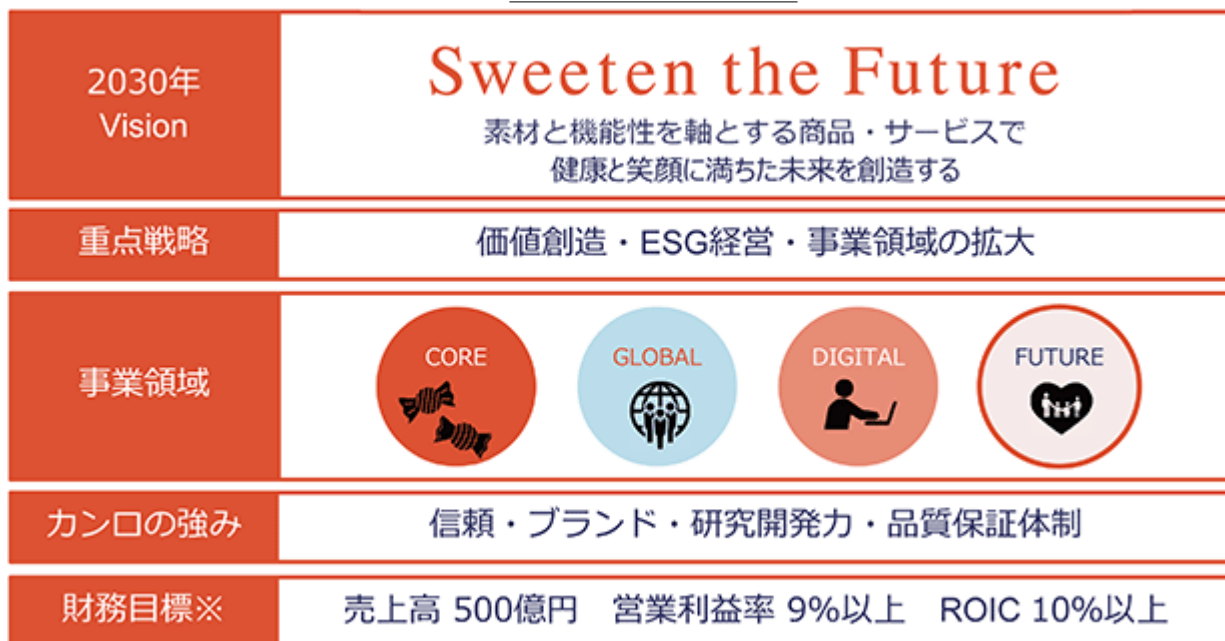 2030年
Vision
Sweeten the Future
素材と機能性を軸とする商品・サービスで
健康と笑顔に満ちた未来を創造する
重点戦略
価値創造・ESG経営・事業領域の拡大
事業領域
CORE
GLOBAL
DIGITAL
FUTURE
カンロの強み
信頼・ブランド・研究開発力・品質保証体制
財務目標※
売上高 500億円 営業利益率 9%以上 ROIC 10%以上